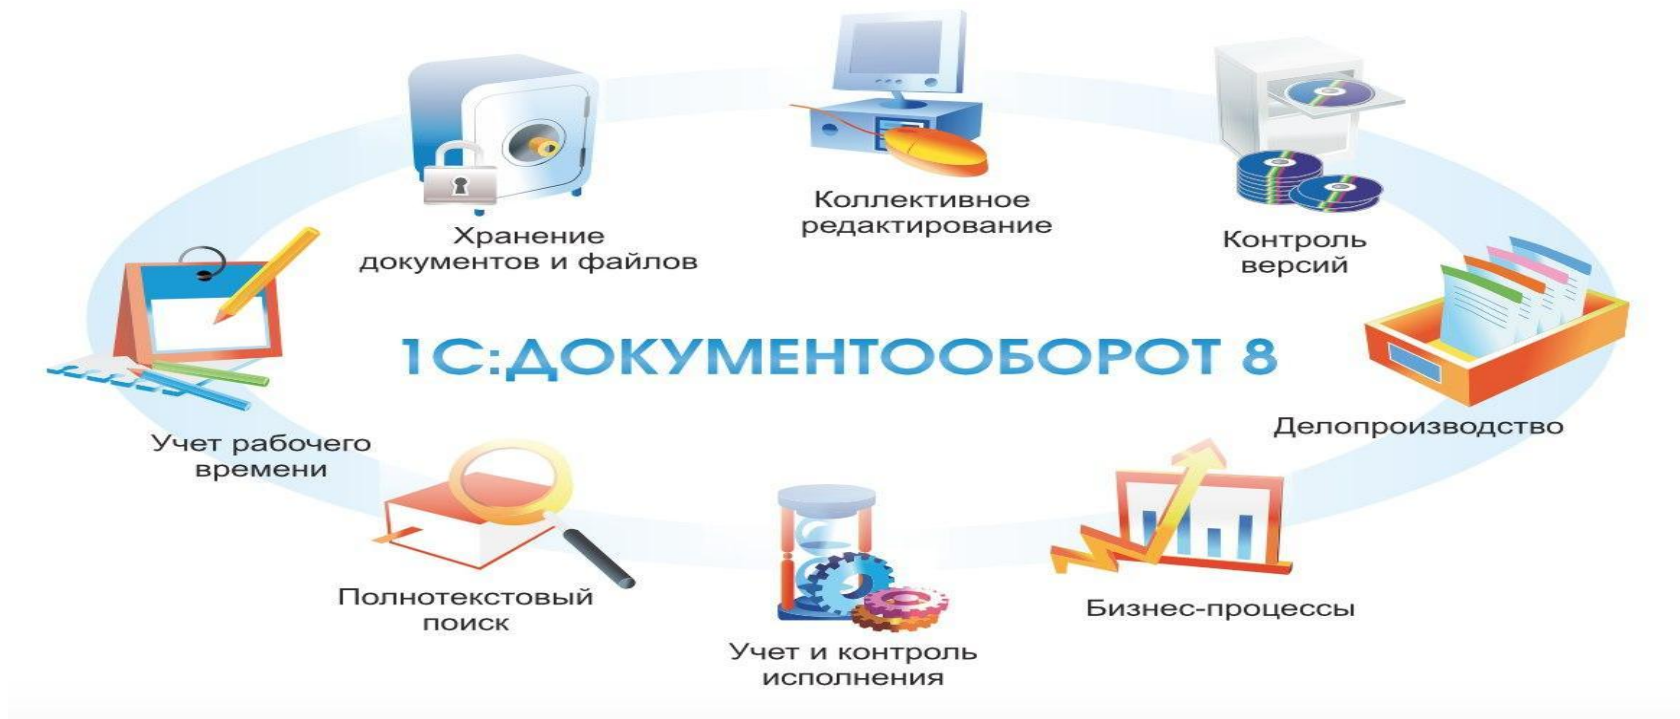 Коллективное
редактирование
Хранение
документов и файлов
Контроль
версий
1С:ДОКУМЕНТООБОРОТ 8
Делопроизводство
Учет рабочего
времени
Полнотекстовый
поиск
Бизнес-процессы
Учет и контроль
исполнения